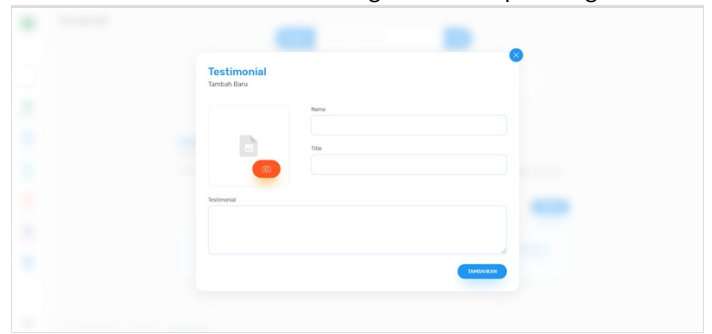 Testimonial
Tambah Baru
Nama
Title
Testimonial
TAMBAHKAN